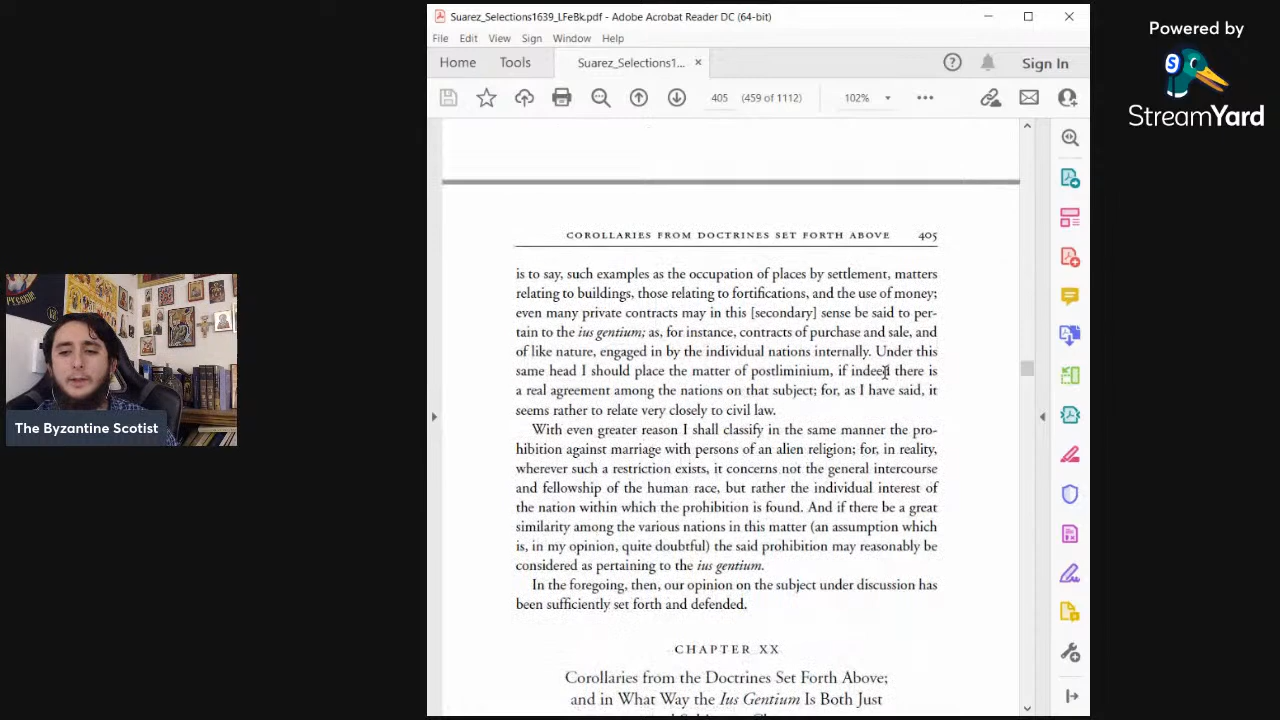 Suarez_Selections1639_LFeBk.pdf - Adobe Acrobat Reader DC (64-bit)
File Edit View Sign Window Help
Home Tools Suarez_Selections1... × Sign In
405 (459 of 1112) 102%
COROLLARIES FROM DOCTRINES SET FORTH ABOVE 405
is to say, such examples as the occupation of places by settlement, matters
relating to buildings, those relating to fortifications, and the use of money;
even many private contracts may in this [secondary] sense be said to per-
tain to the ius gentium; as, for instance, contracts of purchase and sale, and
of like nature, engaged in by the individual nations internally. Under this
same head I should place the matter of postliminium, if indeed there is
a real agreement among the nations on that subject; for, as I have said, it
seems rather to relate very closely to civil law.
With even greater reason I shall classify in the same manner the pro-
hibition against marriage with persons of an alien religion; for, in reality,
wherever such a restriction exists, it concerns not the general intercourse
and fellowship of the human race, but rather the individual interest of
the nation within which the prohibition is found. And if there be a great
similarity among the various nations in this matter (an assumption which
is, in my opinion, quite doubtful) the said prohibition may reasonably be
considered as pertaining to the ius gentium.
In the foregoing, then, our opinion on the subject under discussion has
been sufficiently set forth and defended.
CHAPTER XX
Corollaries from the Doctrines Set Forth Above;
and in What Way the Ius Gentium Is Both Just
The Byzantine Scotist
Powered by
StreamYard